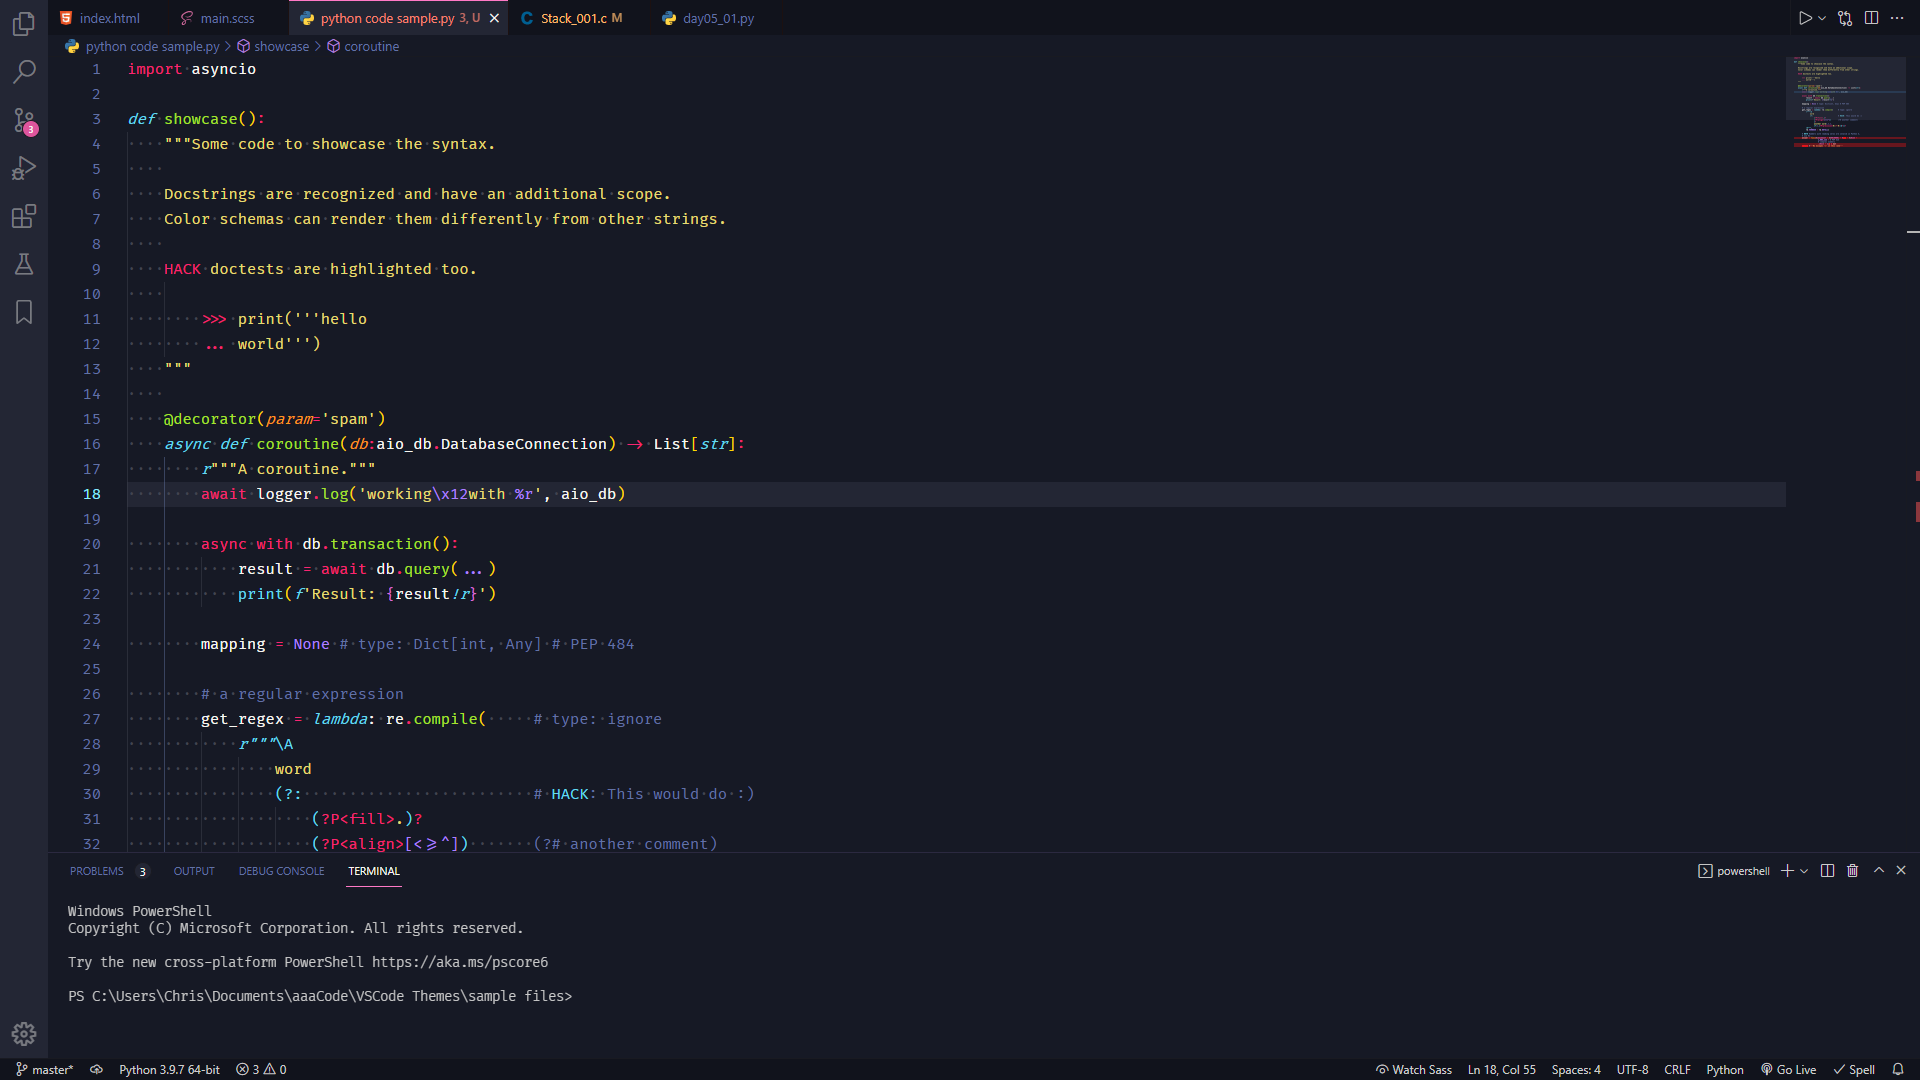 index.html main.scss python code sample.py 3, U Stack_001.c M day05_01.py
python code sample.py > showcase > coroutine
1 import asyncio
2
3 def showcase():
4 """Some code to showcase the syntax.
5
6 Docstrings are recognized and have an additional scope.
7 Color schemas can render them differently from other strings.
8
9 HACK doctests are highlighted too.
10
11 >>> print('''hello
12 ... world''')
13 """
14
15 @decorator(param='spam')
16 async def coroutine(db:aio_db.DatabaseConnection) -> List[str]:
17 r"""A coroutine."""
18 await logger.log('working\x12with %r', aio_db)
19
20 async with db.transaction():
21 result = await db.query(...)
22 print(f'Result: {result!r}')
23
24 mapping = None # type: Dict[int, Any] # PEP 484
25
26 # a regular expression
27 get_regex = lambda: re.compile( # type: ignore
28 r"""\A
29 word
30 (?: # HACK: This would do :)
31 (?P<fill>.)?
32 (?P<align>[<>=^]) (?# another comment)
3
PROBLEMS 3 OUTPUT DEBUG CONSOLE TERMINAL powershell
Windows PowerShell
Copyright (C) Microsoft Corporation. All rights reserved.
Try the new cross-platform PowerShell https://aka.ms/pscore6
PS C:\Users\Chris\Documents\aaaCode\VSCode Themes\sample files>
master* Python 3.9.7 64-bit 3 0 Watch Sass Ln 18, Col 55 Spaces: 4 UTF-8 CRLF Python Go Live Spell